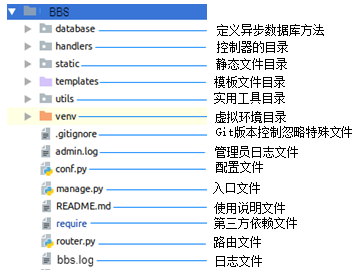 BBS
database 定义异步数据库方法
handlers 控制器的目录
static 静态文件目录
templates 模板文件目录
utils 实用工具目录
venv 虚拟环境目录
.gitignore Git版本控制忽略特殊文件
admin.log 管理员日志文件
conf.py 配置文件
manage.py 入口文件
README.md 使用说明文件
require 第三方依赖文件
router.py 路由文件
bbs.log 日志文件